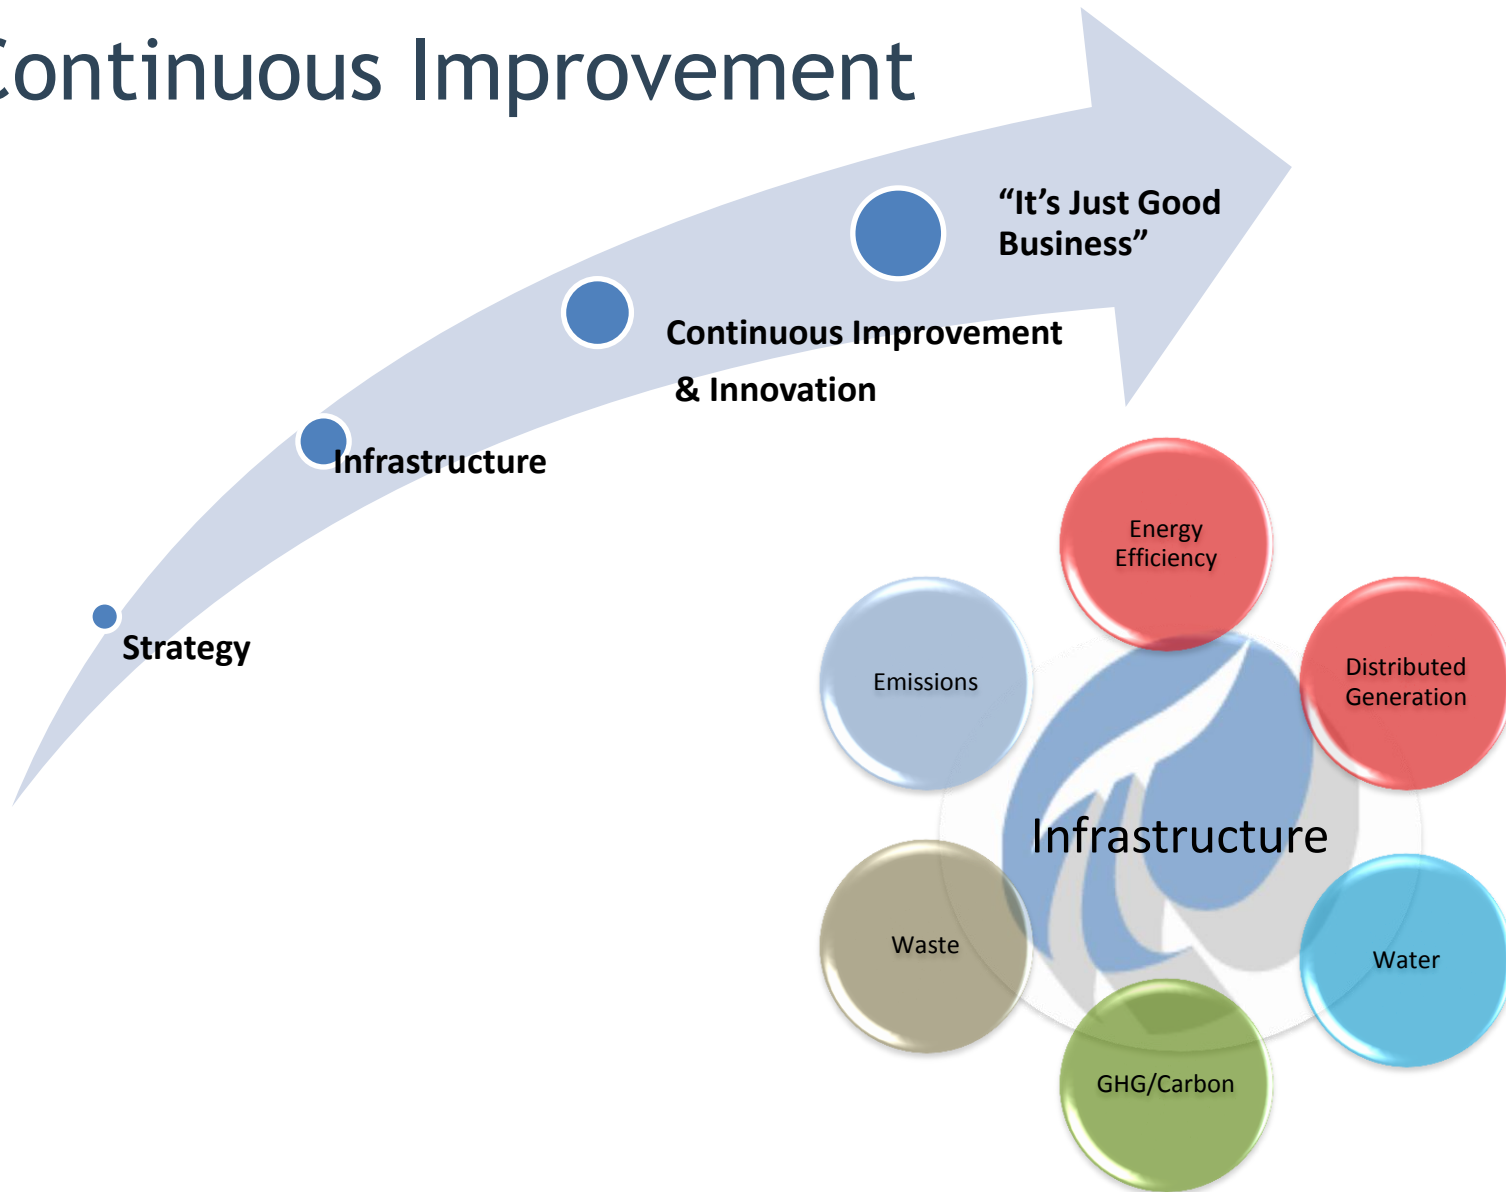 Continuous Improvement
“It’s Just Good
Business”
Continuous Improvement
& Innovation
Infrastructure
Strategy
Energy
Efficiency
Distributed
Generation
Emissions
Infrastructure
Waste
Water
GHG/Carbon